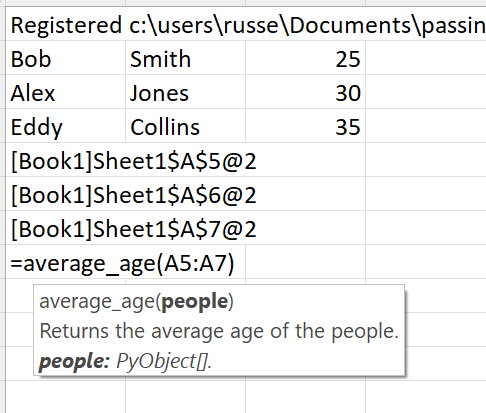 Registered c:\users\russe\Documents\passin
Bob Smith 25
Alex Jones 30
Eddy Collins 35
[Book1]Sheet1$A$5@2
[Book1]Sheet1$A$6@2
[Book1]Sheet1$A$7@2
=average_age(A5:A7)
average_age(people)
Returns the average age of the people.
people: PyObject[].